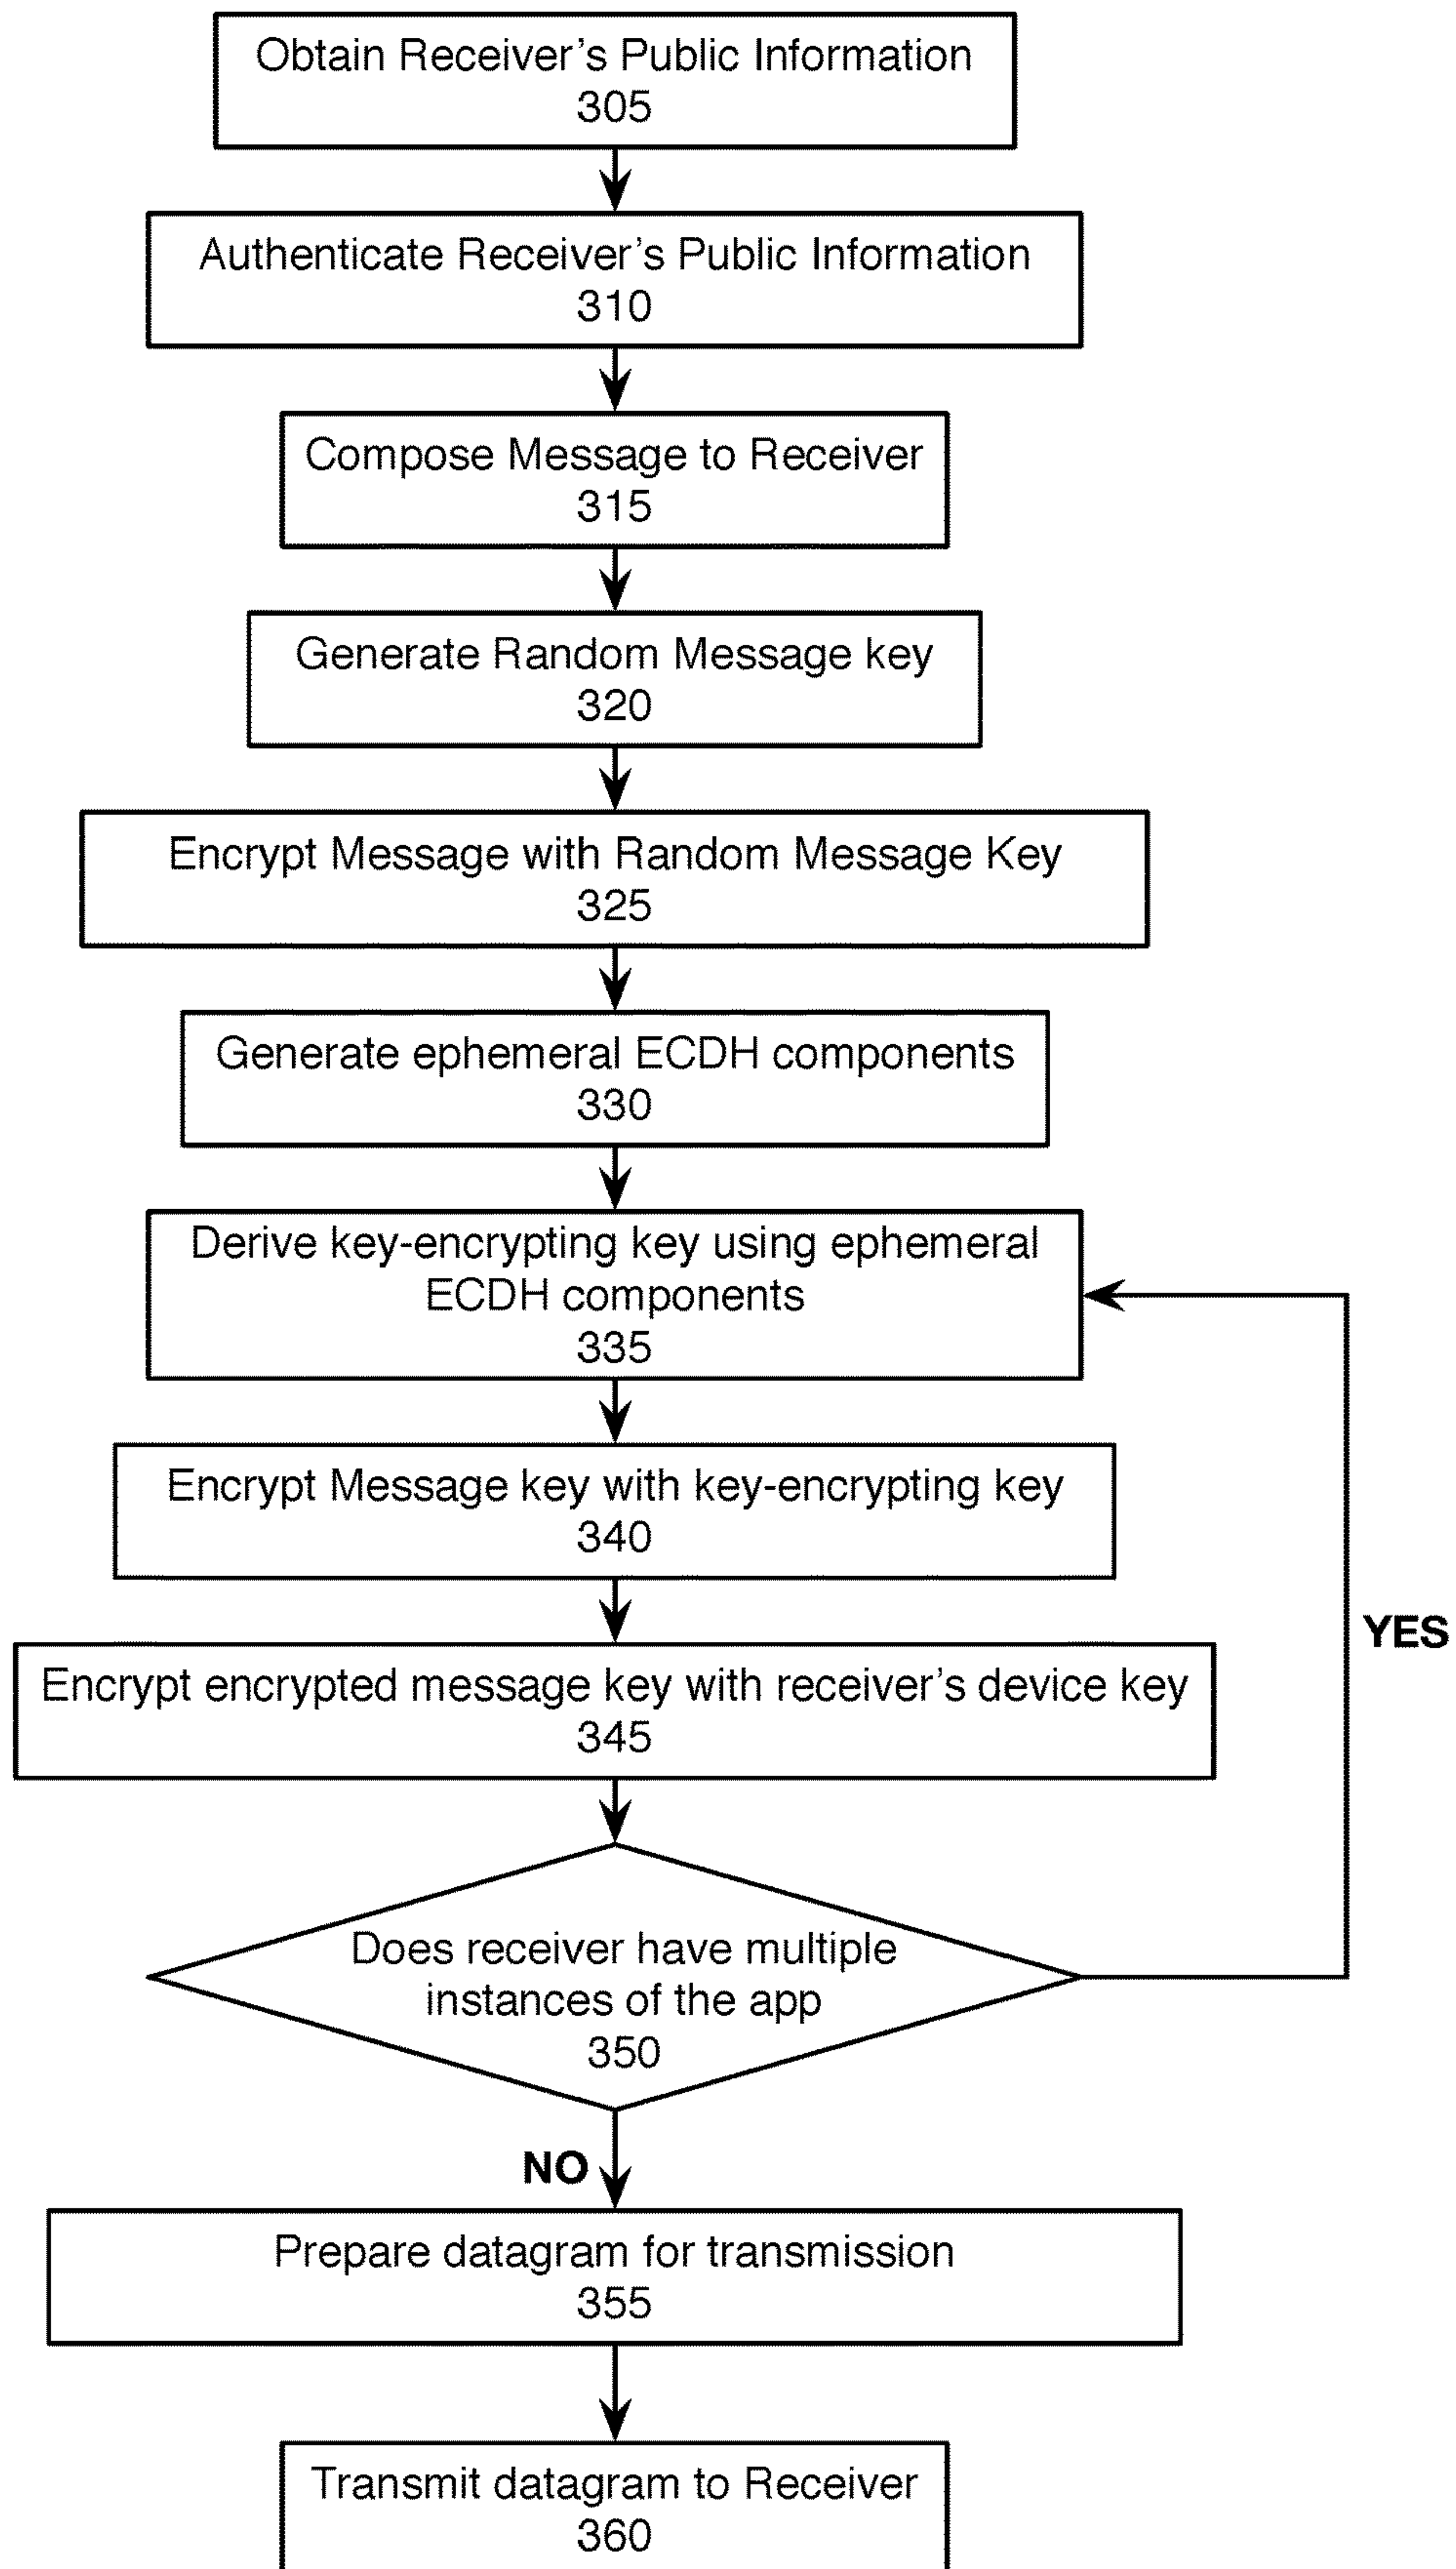 Obtain Receiver's Public Information
305
Authenticate Receiver's Public Information
310
Compose Message to Receiver
315
Generate Random Message key
320
Encrypt Message with Random Message Key
325
Generate ephemeral ECDH components
330
Derive key-encrypting key using ephemeral
ECDH components
335
Encrypt Message key with key-encrypting key
340
Encrypt encrypted message key with receiver's device key
345
Does receiver have multiple
instances of the app
350
YES
NO
Prepare datagram for transmission
355
Transmit datagram to Receiver
360